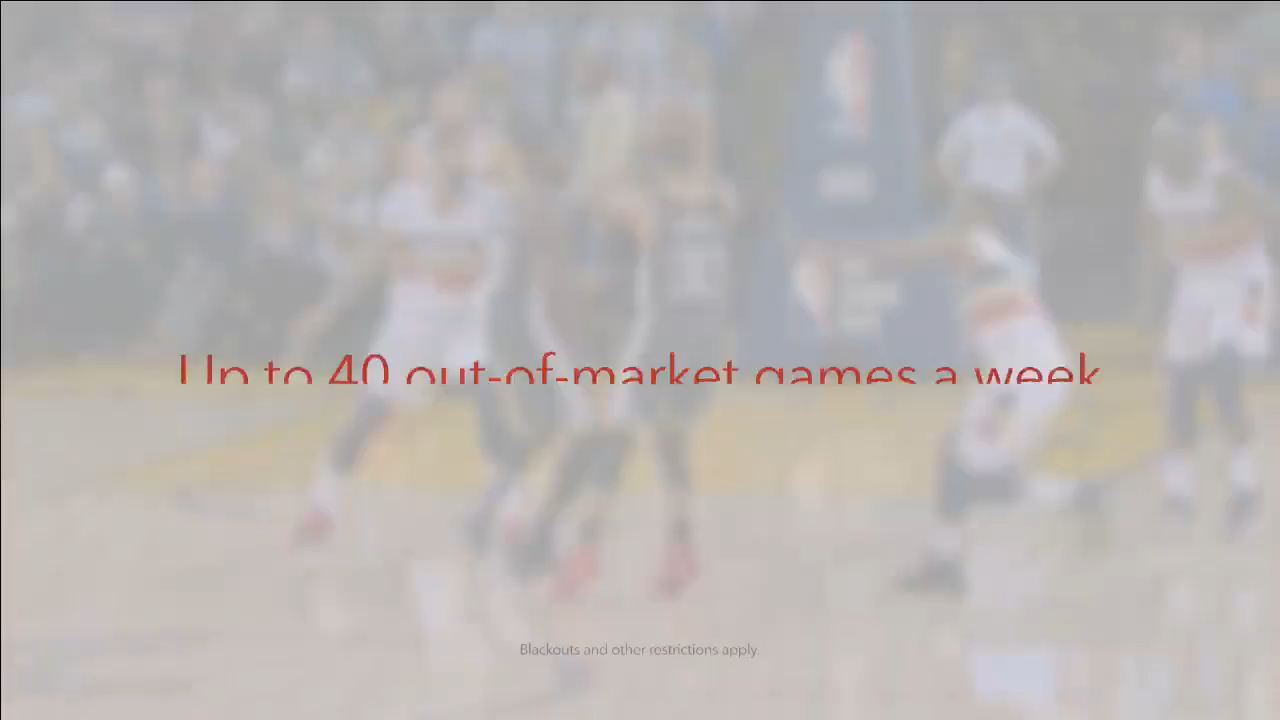 Up to 40 out-of-market games a week
Blackouts and other restrictions apply.